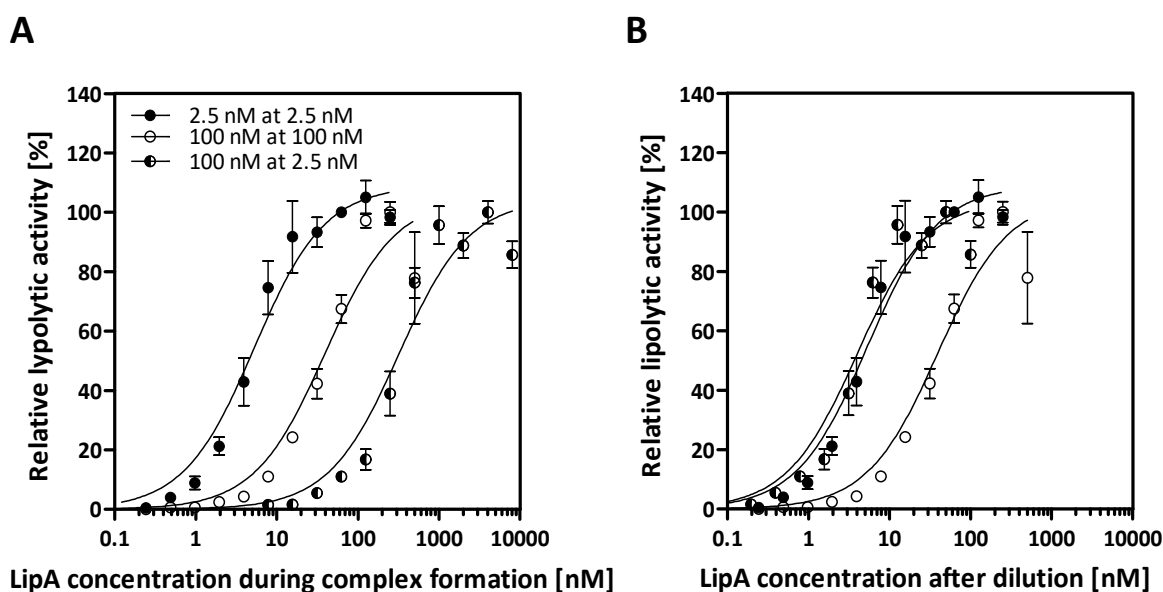 A
B
140
120
100
80
60
40
20
0
Relative lypolytic activity [%]
2.5 nM at 2.5 nM
100 nM at 100 nM
100 nM at 2.5 nM
0.1 1 10 100 1000 10000
LipA concentration during complex formation [nM]
140
120
100
80
60
40
20
0
Relative lipolytic activity [%]
0.1 1 10 100 1000 10000
LipA concentration after dilution [nM]